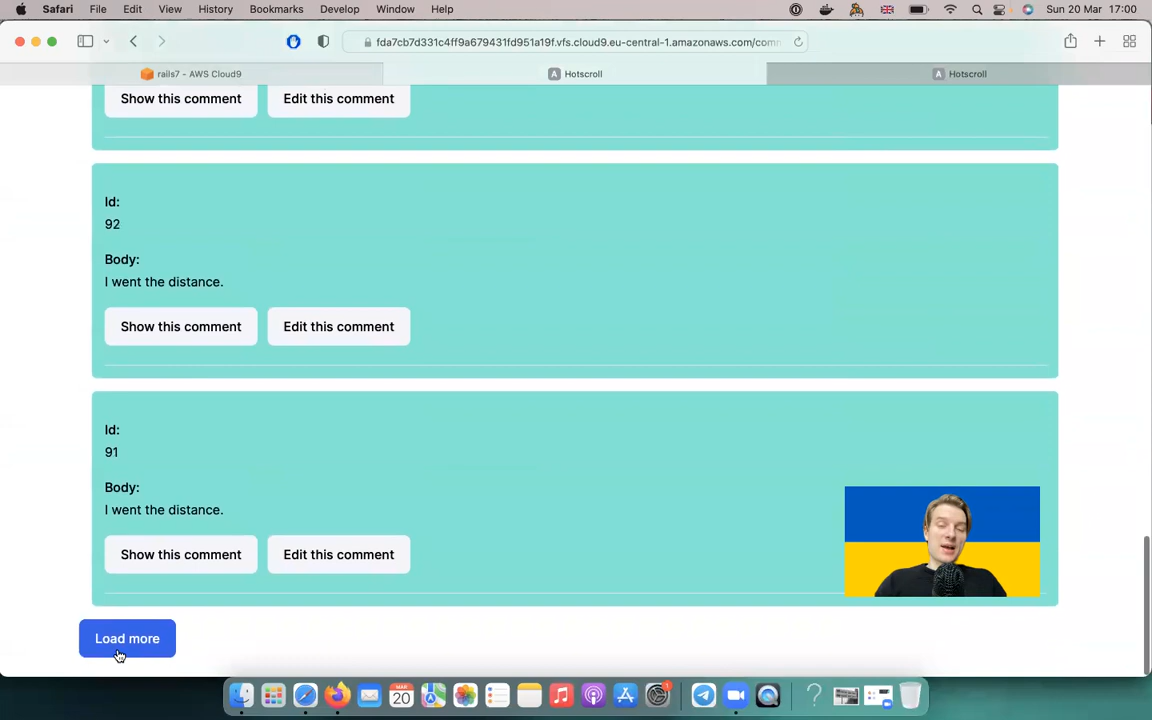 Safari File Edit View History Bookmarks Develop Window Help Sun 20 Mar 17:00
fda7cb7d331c4ff9a679431fd951a19f.vfs.cloud9.eu-central-1.amazonaws.com/com
rails7 - AWS Cloud9 A Hotscroll A Hotscroll
Show this comment Edit this comment
Id:
92
Body:
I went the distance.
Show this comment Edit this comment
Id:
91
Body:
I went the distance.
Show this comment Edit this comment
Load more
MAR
20
1